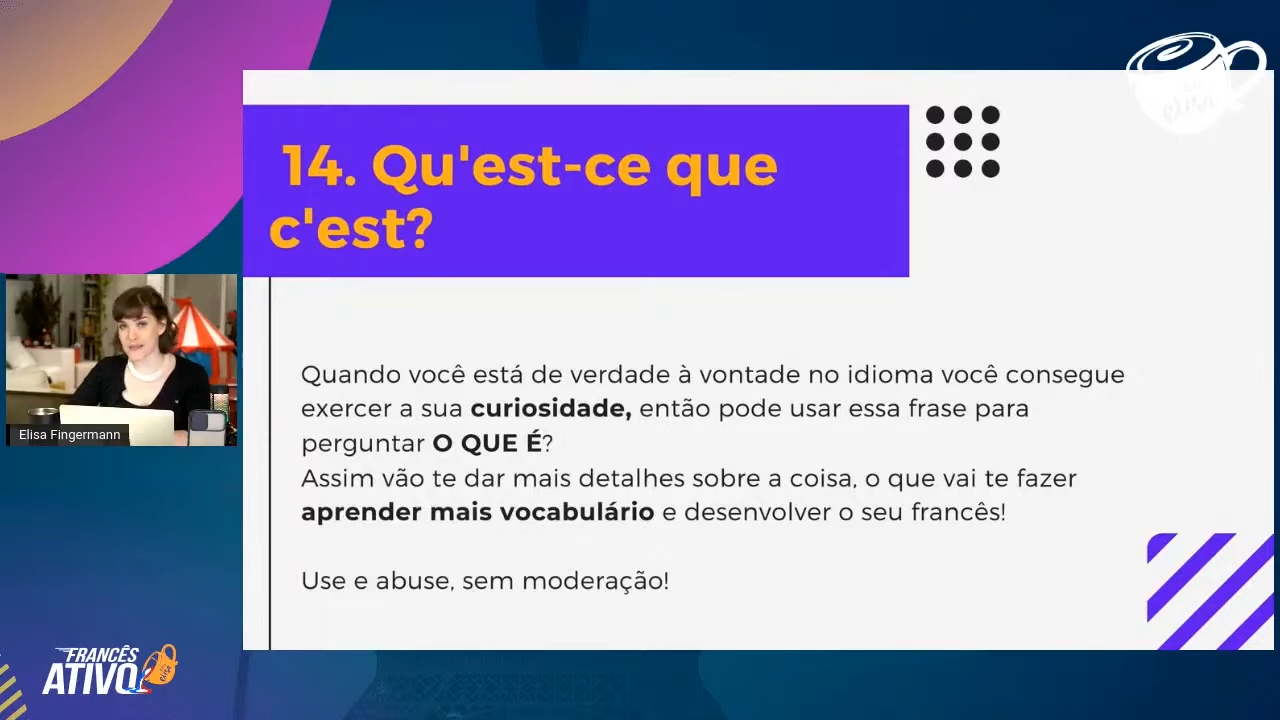 14. Qu'est-ce que
c'est?
Quando você está de verdade à vontade no idioma você consegue
exercer a sua curiosidade, então pode usar essa frase para
perguntar O QUE É?
Assim vão te dar mais detalhes sobre a coisa, o que vai te fazer
aprender mais vocabulário e desenvolver o seu francês!
Use e abuse, sem moderação!
Elisa Fingermann
FRANCÊS
ATIVO
elisa